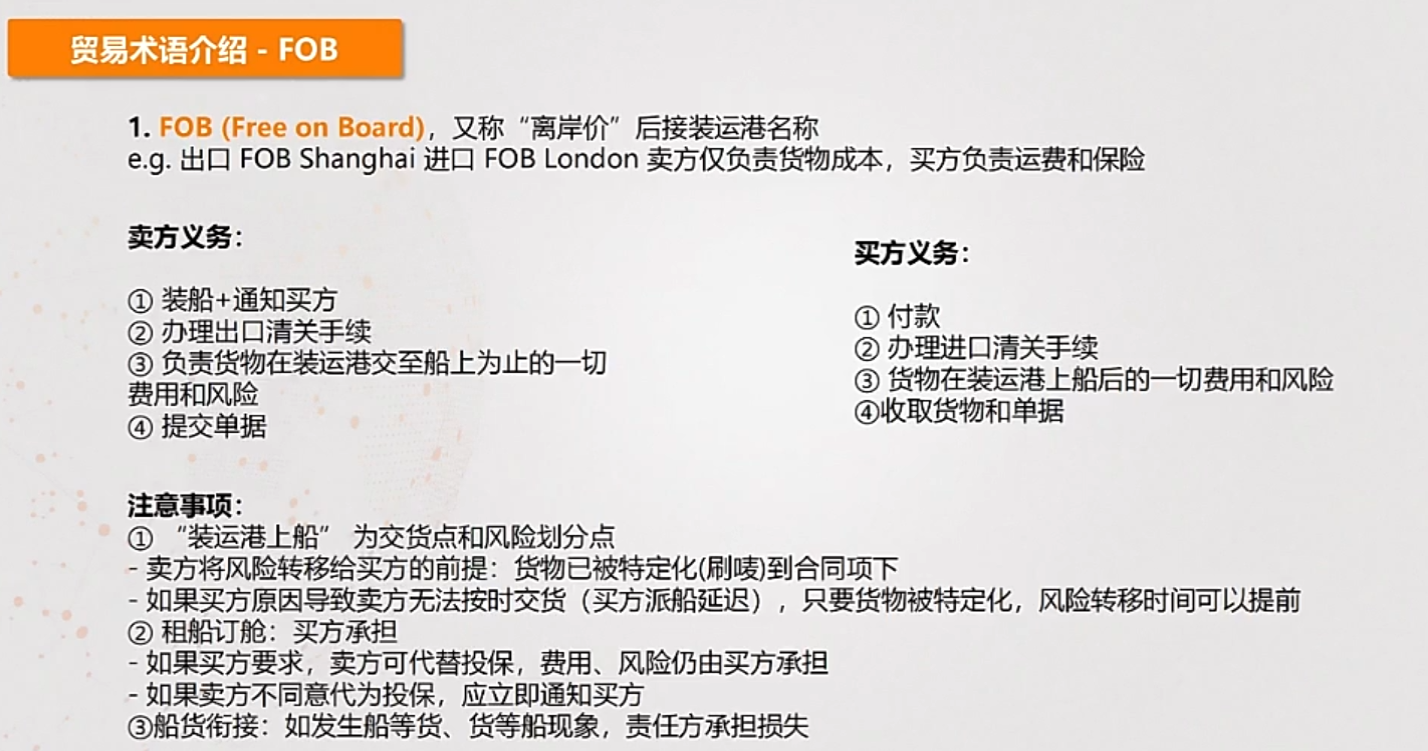 贸易术语介绍 - FOB
1. FOB (Free on Board)，又称“离岸价”后接装运港名称
e.g. 出口 FOB Shanghai 进口 FOB London 卖方仅负责货物成本，买方负责运费和保险
卖方义务：
① 装船+通知买方
② 办理出口清关手续
③ 负责货物在装运港交至船上为止的一切
费用和风险
④ 提交单据
买方义务：
① 付款
② 办理进口清关手续
③ 货物在装运港上船后的一切费用和风险
④收取货物和单据
注意事项：
① “装运港上船” 为交货点和风险划分点
- 卖方将风险转移给买方的前提：货物已被特定化(刷唛)到合同项下
- 如果买方原因导致卖方无法按时交货（买方派船延迟）, 只要货物被特定化，风险转移时间可以提前
② 租船订舱：买方承担
- 如果买方要求，卖方可代替投保，费用、风险仍由买方承担
- 如果卖方不同意代为投保，应立即通知买方
③船货衔接：如发生船等货、货等船现象，责任方承担损失